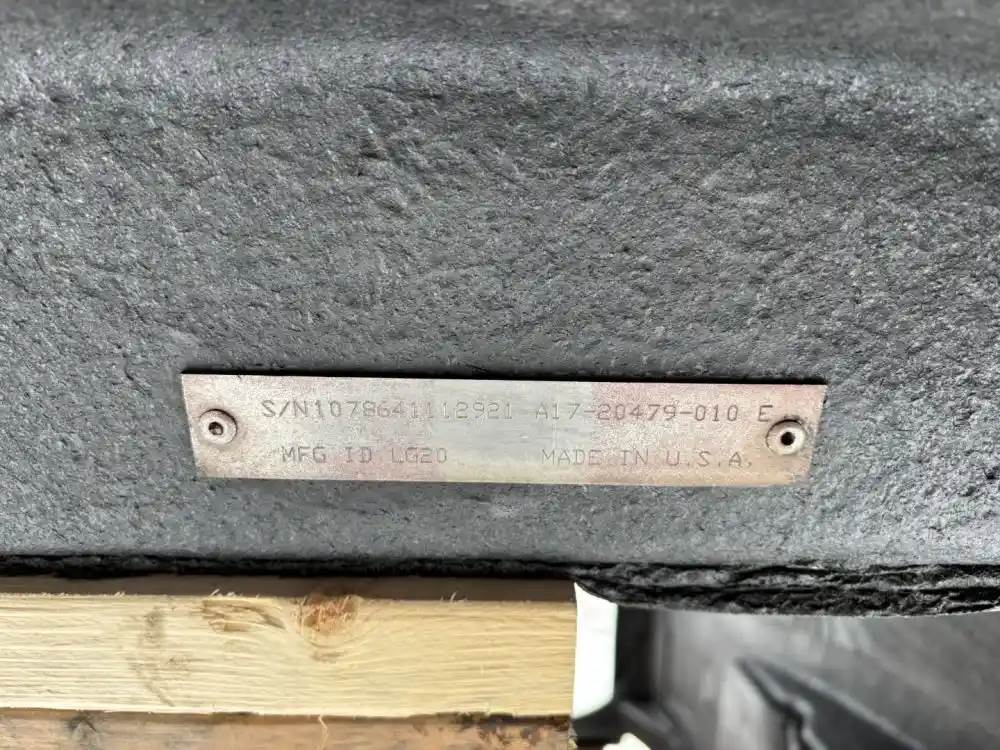 S/N1078641112921 A17-20479-010 E
MFG ID LG20 MADE IN U.S.A.